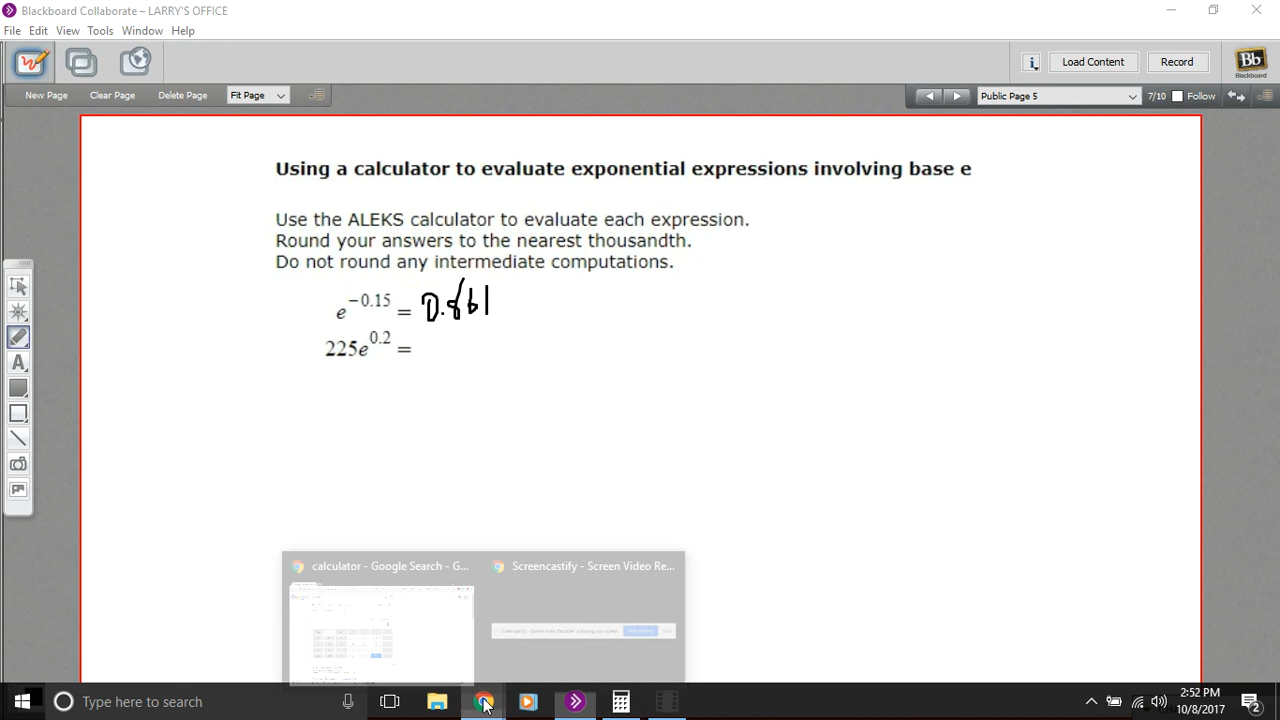 Blackboard Collaborate – LARRY'S OFFICE
File Edit View Tools Window Help
Load Content Record Bb Blackboard
New Page Clear Page Delete Page Fit Page Public Page 5 7/10 Follow
Using a calculator to evaluate exponential expressions involving base e
Use the ALEKS calculator to evaluate each expression.
Round your answers to the nearest thousandth.
Do not round any intermediate computations.
e^−0.15 = 0.861
225e^0.2 =
calculator - Google Search - G... Screencastify - Screen Video Re...
Type here to search
2:52 PM
10/8/2017
2